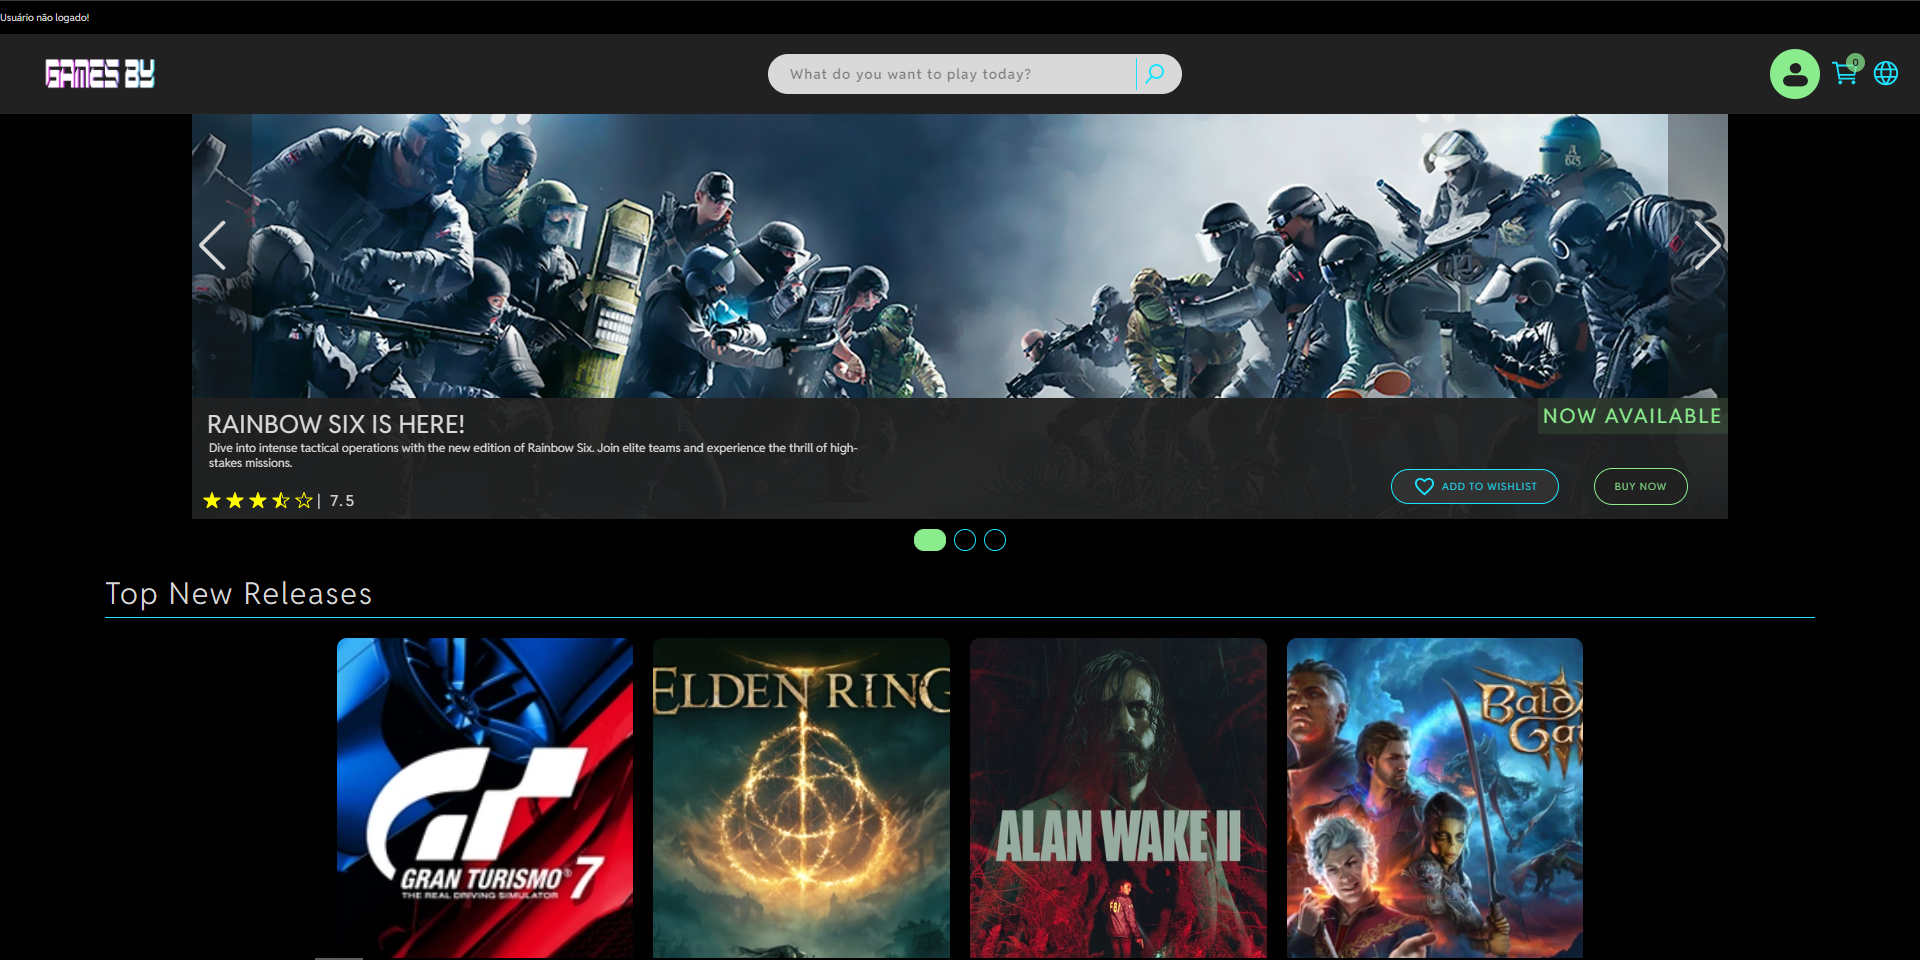 Usuário não logado!
GAMES BY
What do you want to play today?
0
RAINBOW SIX IS HERE!
NOW AVAILABLE
Dive into intense tactical operations with the new edition of Rainbow Six. Join elite teams and experience the thrill of high-
stakes missions.
ADD TO WISHLIST
BUY NOW
| 7.5
Top New Releases
GRAN TURISMO® 7
THE REAL DRIVING SIMULATOR
ELDEN RING
ALAN WAKE II
FBI
Bald
Gat